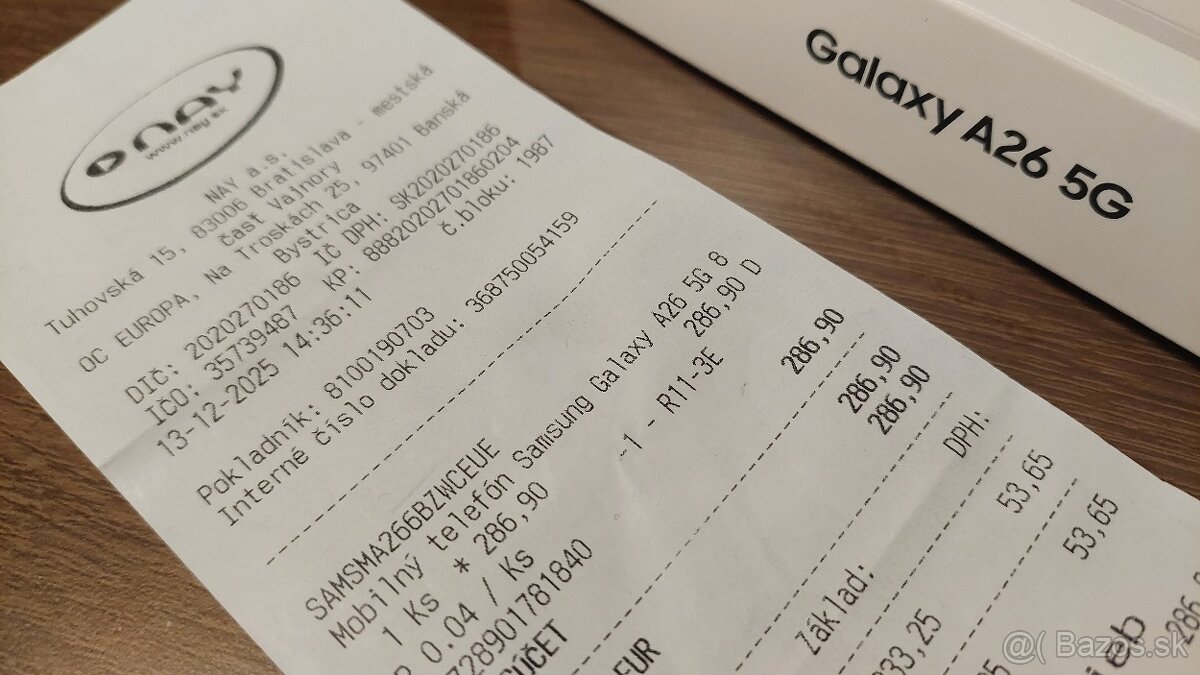 NAY
www.nay.sk
NAY a.s.
Tuhovská 15, 83006 Bratislava - mestská
časť Vajnory
OC EUROPA, Na Troskách 25, 97401 Banská
Bystrica
DIČ: 2020270186 IČ DPH: SK2020270186
IČO: 35739487 KP: 88820202701860204
13-12-2025 14:36:11 č.bloku: 1987
Pokladník: 8100190703
Interné číslo dokladu: 368750054159
SAMSMA266BZWCEUE
Mobilný telefón Samsung Galaxy A26 5G 8
1 Ks * 286,90 286,90 D
0.04 / Ks 1 - R11-3E
728901781840
286,90
286,90
EUR 286,90
Základ: DPH:
233,25 53,65
53,65
Galaxy A26 5G
@( Bazos.sk